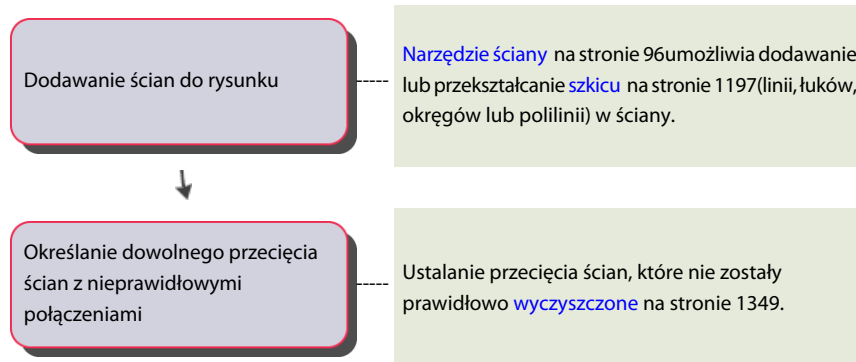 Dodawanie ścian do rysunku
Narzędzie ściany na stronie 96umożliwia dodawanie
lub przekształcanie szkicu na stronie 1197(linii, łuków,
okręgów lub polilinii) w ściany.
Określanie dowolnego przecięcia
ścian z nieprawidłowymi
połączeniami
Ustalanie przecięcia ścian, które nie zostały
prawidłowo wyczyszczone na stronie 1349.